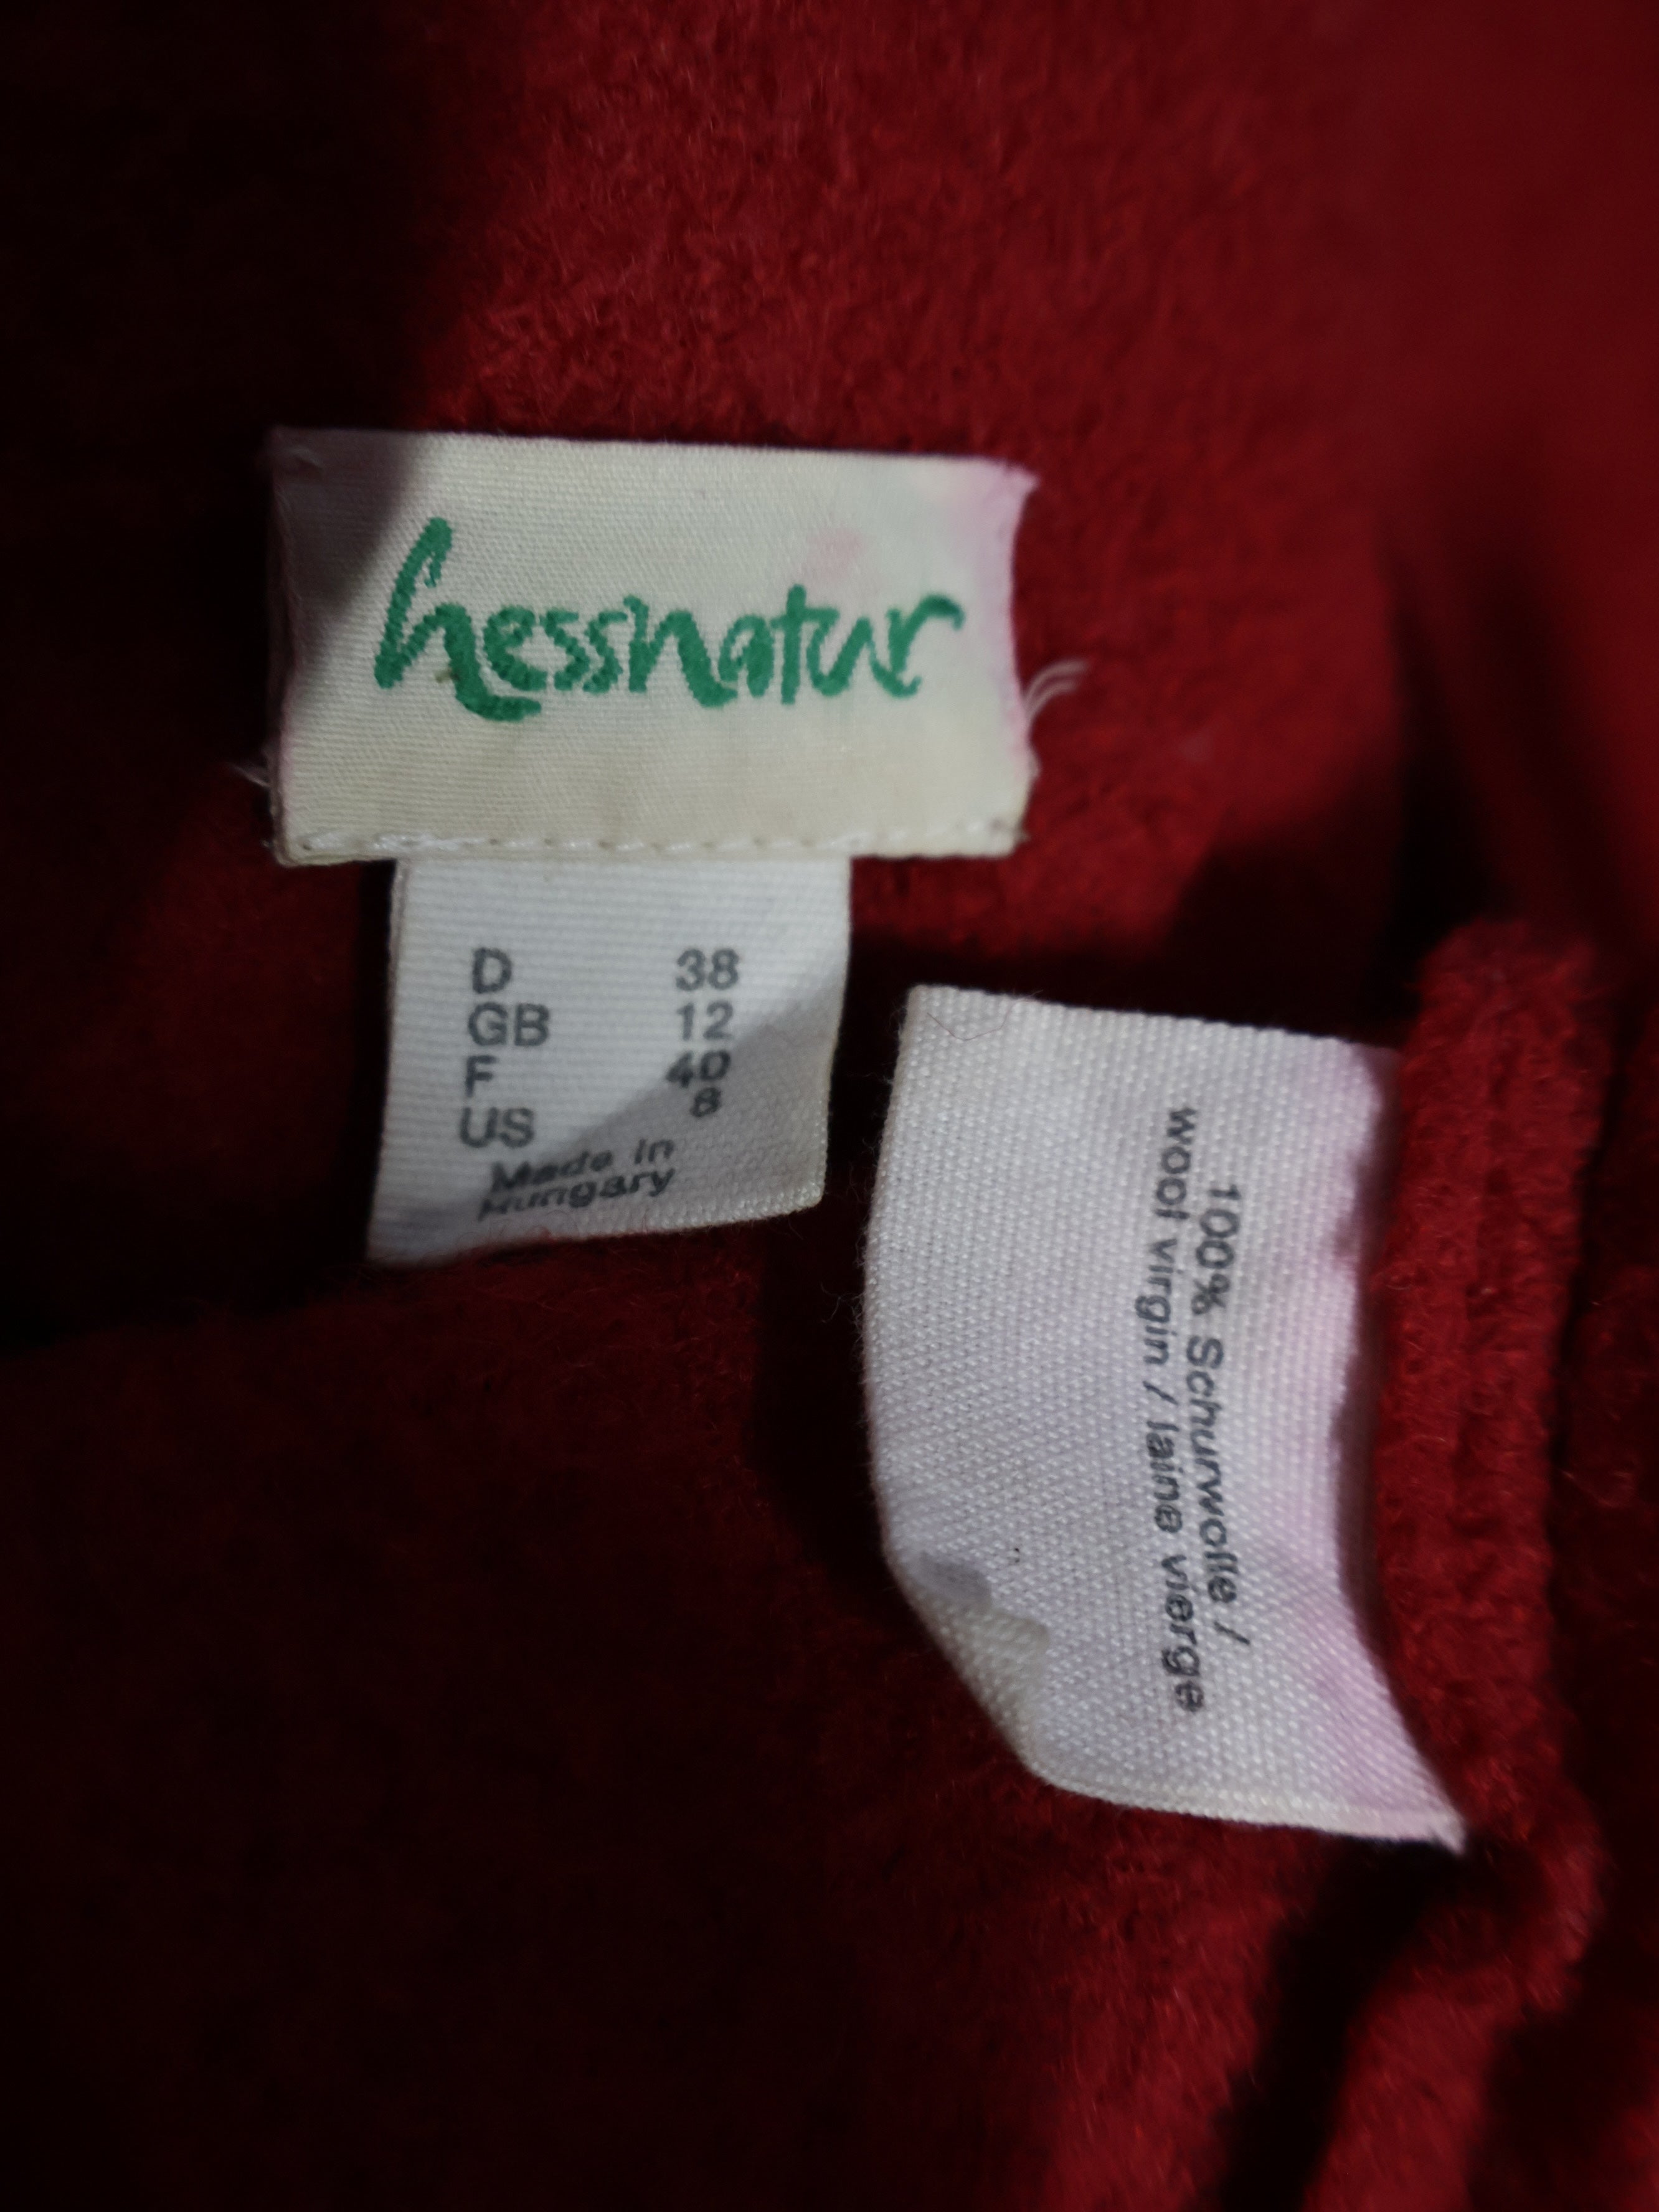 hessnatur
D 38
GB 12
F 40
US 8
Made in
Hungary
100% Schurwolle /
wool virgin / laine vierge